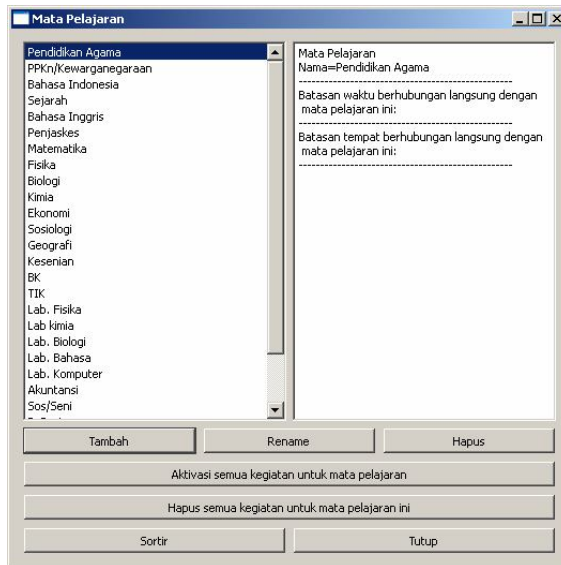 Mata Pelajaran
Pendidikan Agama
PPKn/Kewarganegaraan
Bahasa Indonesia
Sejarah
Bahasa Inggris
Penjaskes
Matematika
Fisika
Biologi
Kimia
Ekonomi
Sosiologi
Geografi
Kesenian
BK
TIK
Lab. Fisika
Lab kimia
Lab. Biologi
Lab. Bahasa
Lab. Komputer
Akuntansi
Sos/Seni
Mata Pelajaran
Nama=Pendidikan Agama
------------------------------------------------
Batasan waktu berhubungan langsung dengan
mata pelajaran ini:
------------------------------------------------
Batasan tempat berhubungan langsung dengan
mata pelajaran ini:
------------------------------------------------
Tambah
Rename
Hapus
Aktivasi semua kegiatan untuk mata pelajaran
Hapus semua kegiatan untuk mata pelajaran ini
Sortir
Tutup